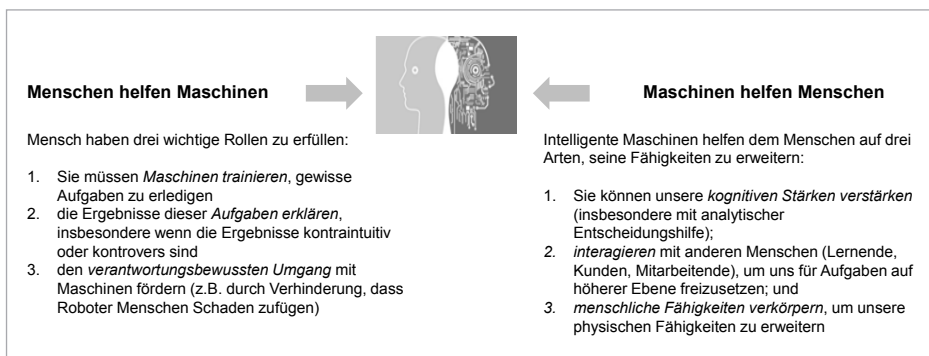 Menschen helfen Maschinen
Mensch haben drei wichtige Rollen zu erfüllen:
1. Sie müssen Maschinen trainieren, gewisse
Aufgaben zu erledigen
2. die Ergebnisse dieser Aufgaben erklären,
insbesondere wenn die Ergebnisse kontraintuitiv
oder kontrovers sind
3. den verantwortungsbewussten Umgang mit
Maschinen fördern (z.B. durch Verhinderung, dass
Roboter Menschen Schaden zufügen)
Maschinen helfen Menschen
Intelligente Maschinen helfen dem Menschen auf drei
Arten, seine Fähigkeiten zu erweitern:
1. Sie können unsere kognitiven Stärken verstärken
(insbesondere mit analytischer
Entscheidungshilfe);
2. interagieren mit anderen Menschen (Lernende,
Kunden, Mitarbeitende), um uns für Aufgaben auf
höherer Ebene freizusetzen; und
3. menschliche Fähigkeiten verkörpern, um unsere
physischen Fähigkeiten zu erweitern